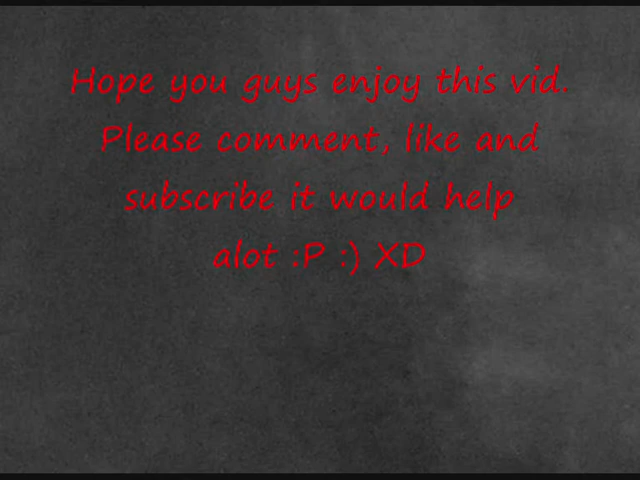 Hope you guys enjoy this vid.
Please comment, like and
subscribe it would help
alot :P :) XD